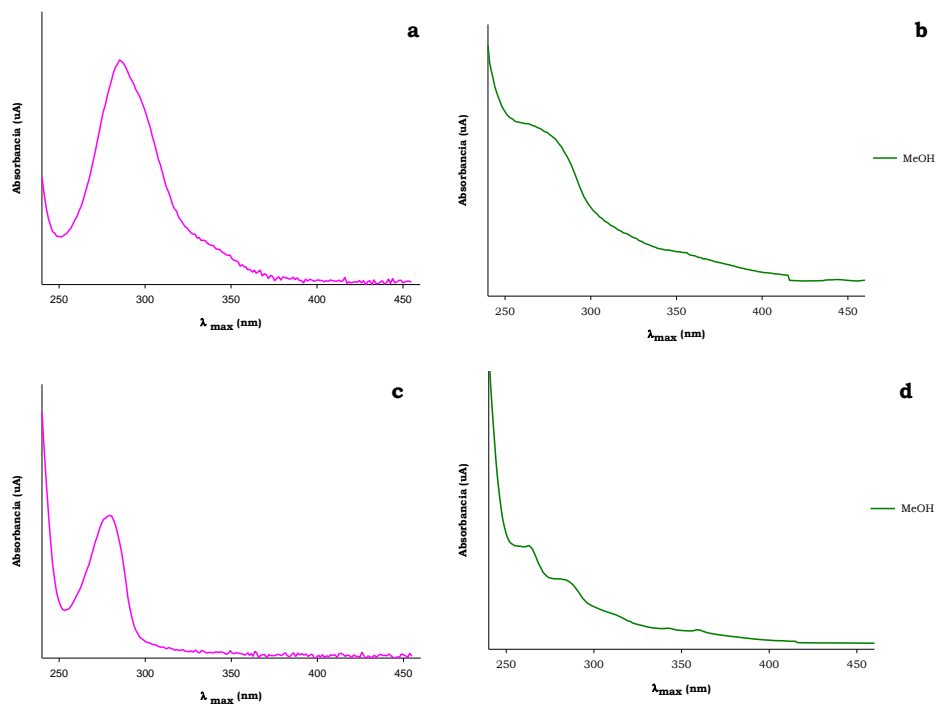 a
Absorbancia (uA)
250 300 350 400 450
λ max (nm)
b
Absorbancia (uA)
MeOH
250 300 350 400 450
λmax (nm)
c
Absorbancia (uA)
250 300 350 400 450
λ max (nm)
d
Absorbancia (uA)
MeOH
250 300 350 400 450
λmax (nm)